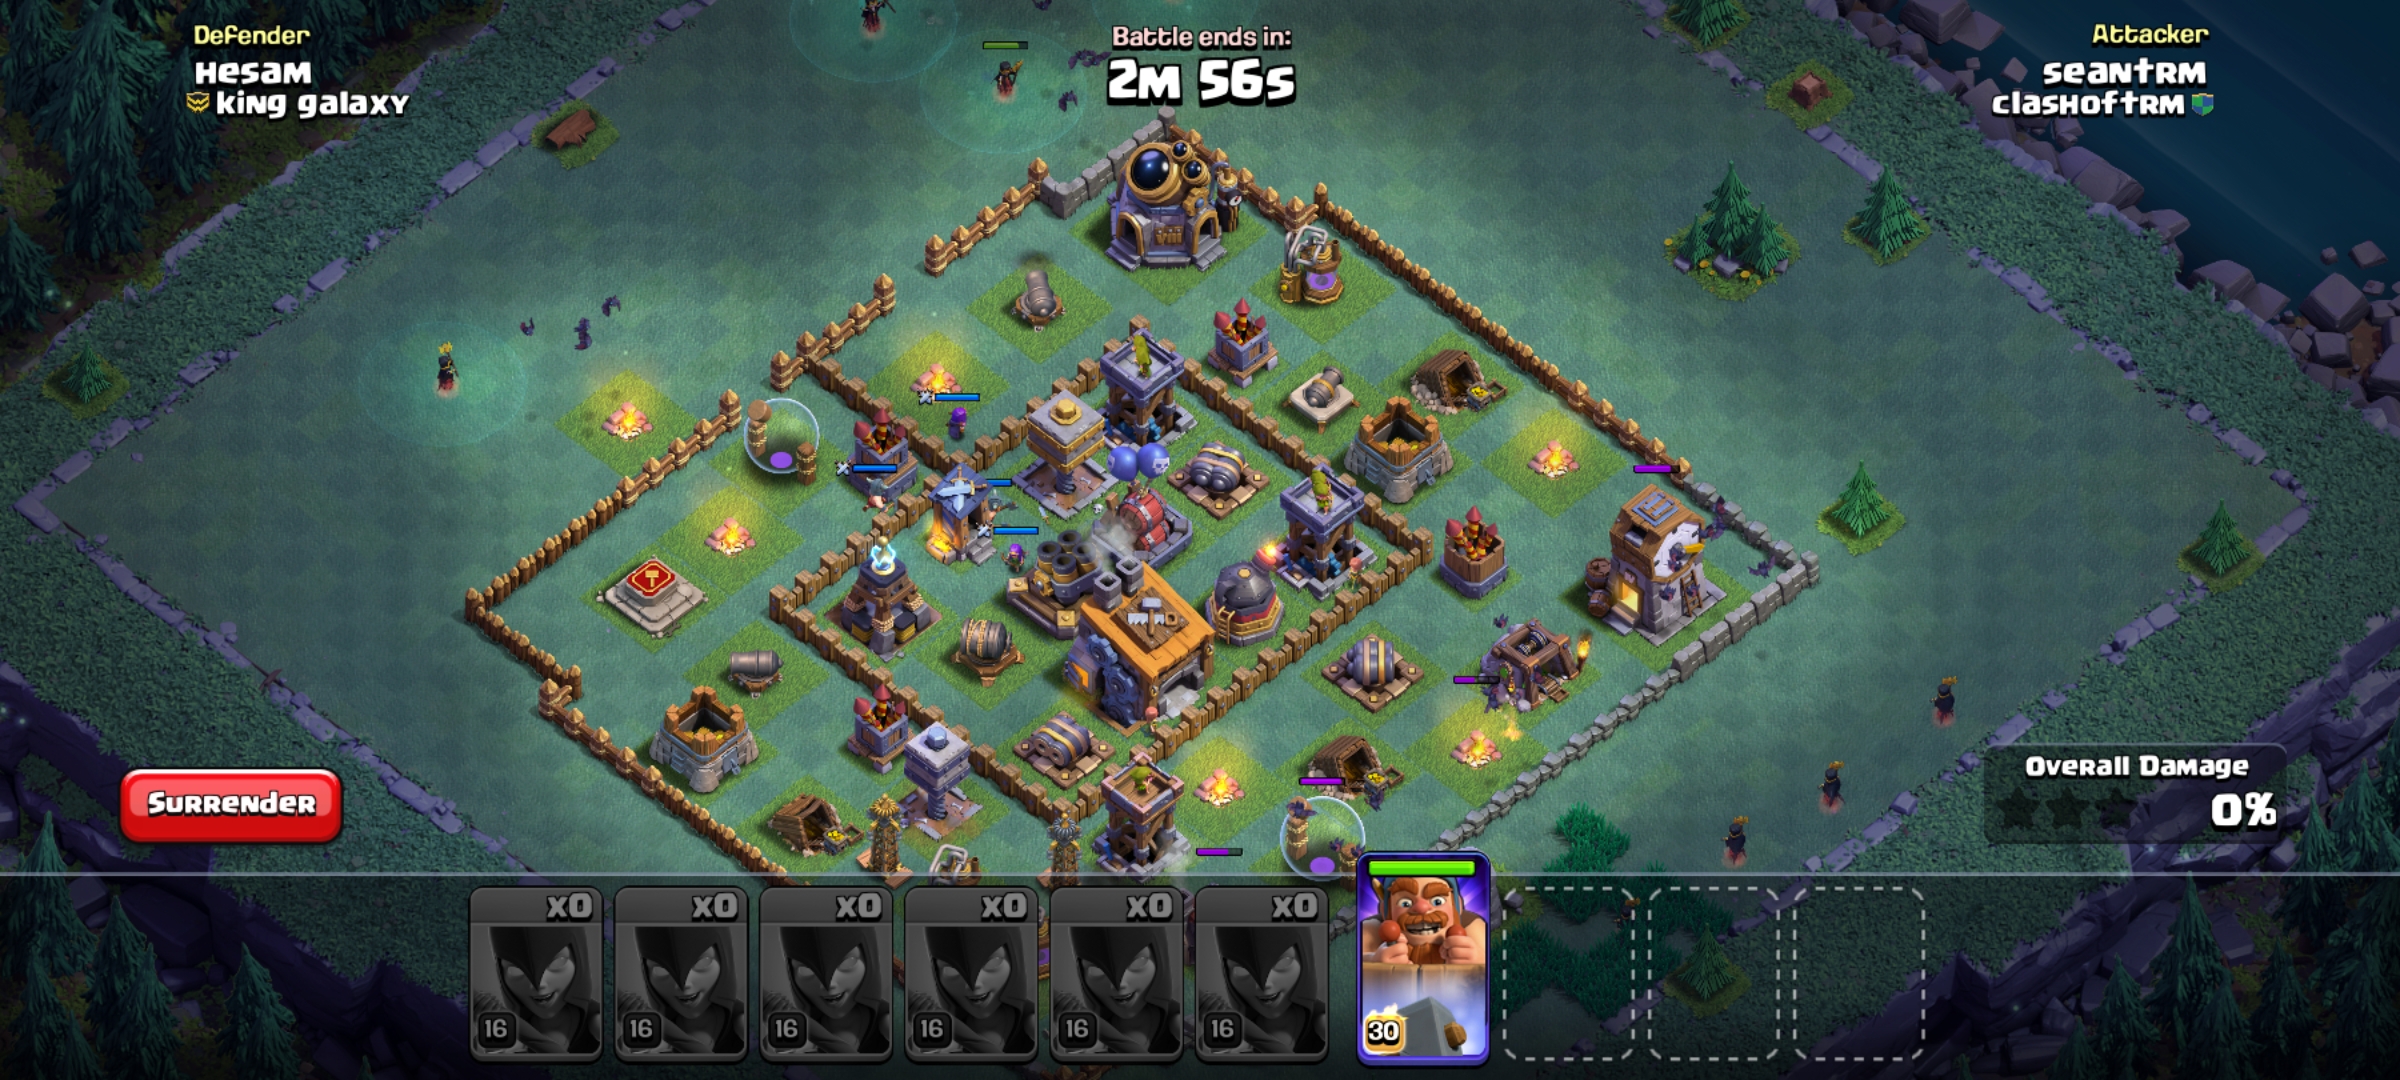 Defender
Hesam
king galaxy
Battle ends in:
2m 56s
Attacker
seantrm
clashoftrm
Surrender
Overall Damage
0%
x0
x0
x0
x0
x0
x0
16
16
16
16
16
16
30